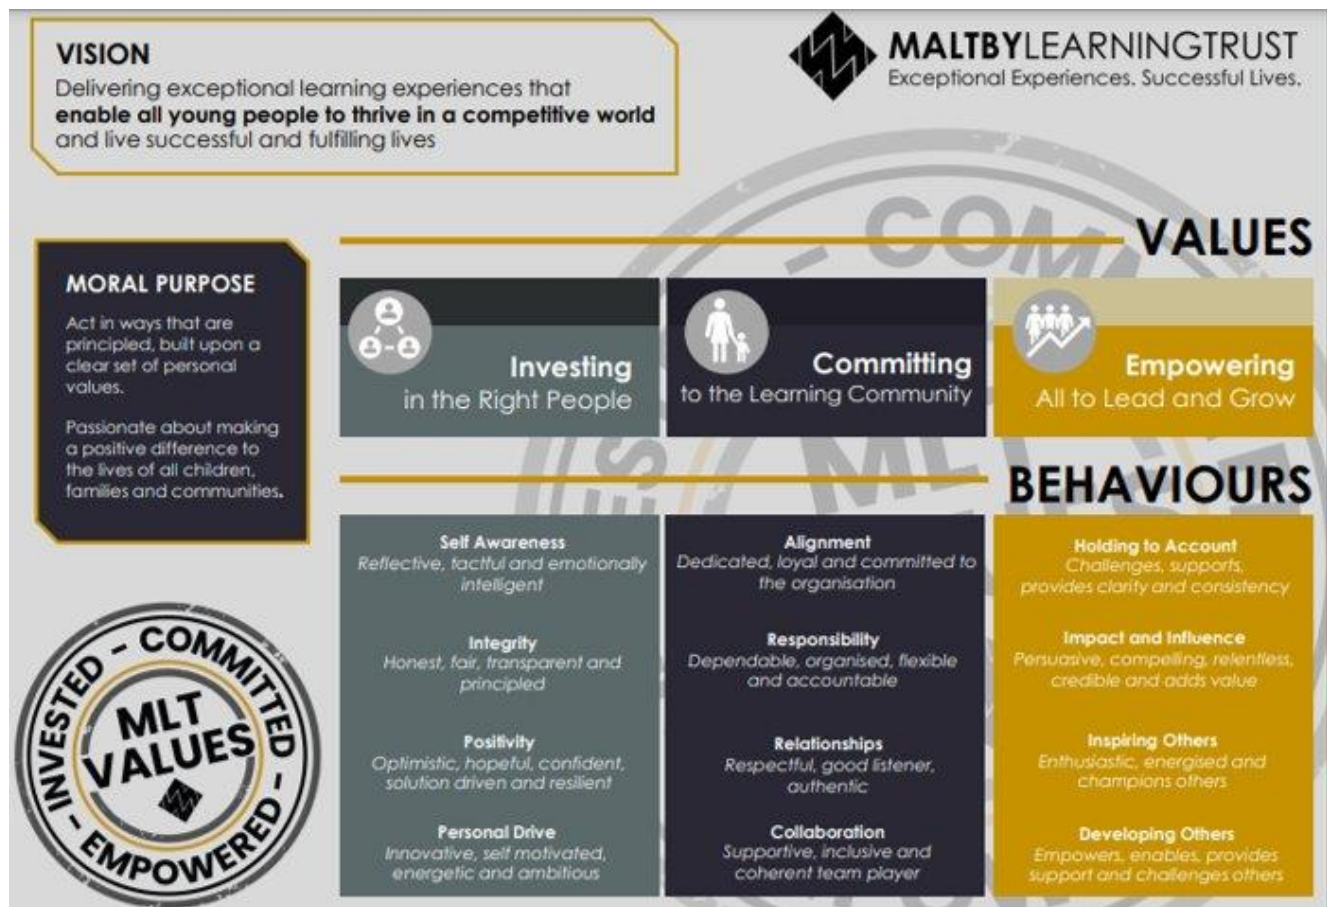 VISION
Delivering exceptional learning experiences that
enable all young people to thrive in a competitive world
and live successful and fulfilling lives
MALTBYLEARNINGTRUST
Exceptional Experiences. Successful Lives.
MORAL PURPOSE
Act in ways that are
principled, built upon a
clear set of personal
values.
Passionate about making
a positive difference to
the lives of all children,
families and communities.
VALUES
Investing
in the Right People
Committing
to the Learning Community
Empowering
All to Lead and Grow
BEHAVIOURS
Self Awareness
Reflective, tactful and emotionally
intelligent
Integrity
Honest, fair, transparent and
principled
Positivity
Optimistic, hopeful, confident,
solution driven and resilient
Personal Drive
Innovative, self motivated,
energetic and ambitious
Alignment
Dedicated, loyal and committed to
the organisation
Responsibility
Dependable, organised, flexible
and accountable
Relationships
Respectful, good listener,
authentic
Collaboration
Supportive, inclusive and
coherent team player
Holding to Account
Challenges, supports,
provides clarity and consistency
Impact and Influence
Persuasive, compelling, relentless,
credible and adds value
Inspiring Others
Enthusiastic, energised and
champions others
Developing Others
Empowers, enables, provides
support and challenges others
INVESTED - COMMITTED - EMPOWERED -
MLT
VALUES